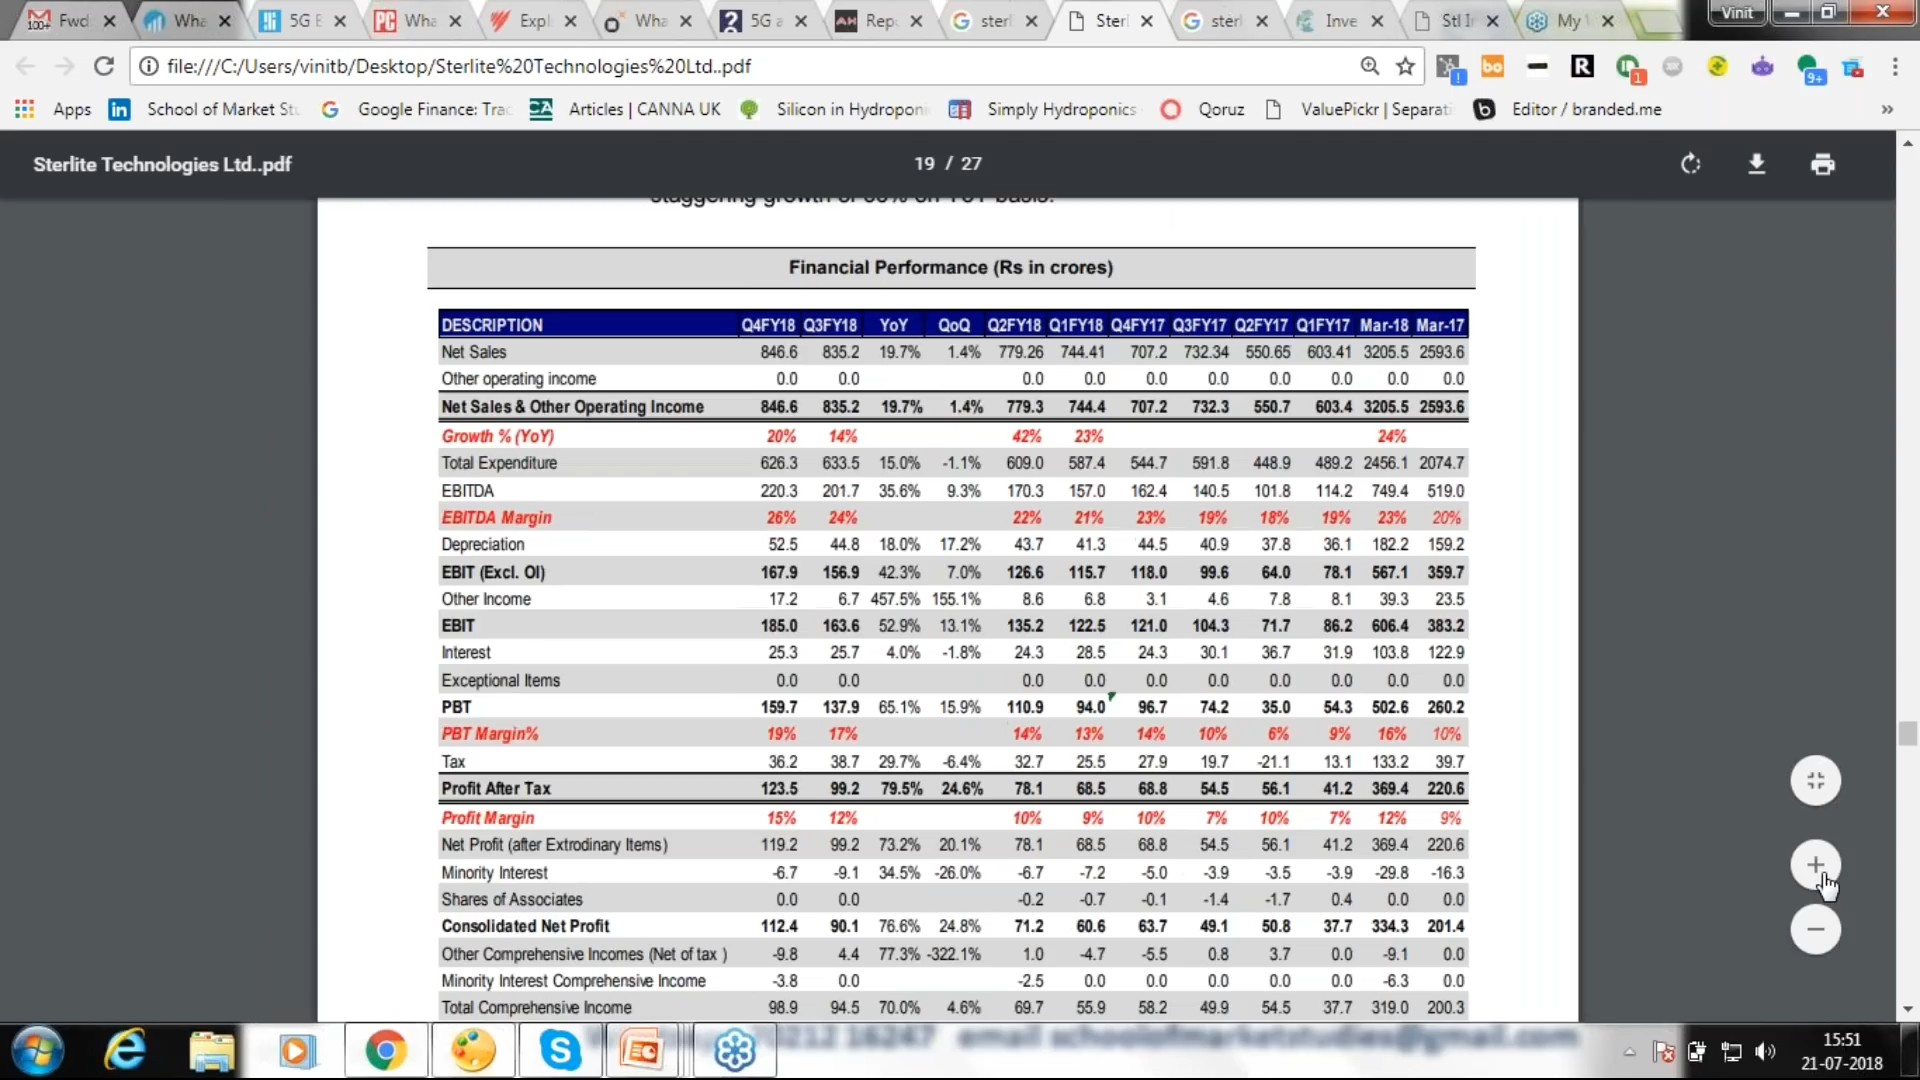 Fwd: Wha 5G E Wha Expl Wha 5G a Rep sterl Sterl sterl Inve Stl Ir My Vinit
file:///C:/Users/vinitb/Desktop/Sterlite%20Technologies%20Ltd..pdf
Apps School of Market Stu Google Finance: Trac Articles | CANNA UK Silicon in Hydroponi Simply Hydroponics Qoruz ValuePickr | Separati Editor / branded.me »
Sterlite Technologies Ltd..pdf 19 / 27
Financial Performance (Rs in crores)
DESCRIPTION Q4FY18 Q3FY18 YoY QoQ Q2FY18 Q1FY18 Q4FY17 Q3FY17 Q2FY17 Q1FY17 Mar-18 Mar-17
Net Sales 846.6 835.2 19.7% 1.4% 779.26 744.41 707.2 732.34 550.65 603.41 3205.5 2593.6
Other operating income 0.0 0.0 0.0 0.0 0.0 0.0 0.0 0.0 0.0 0.0
Net Sales & Other Operating Income 846.6 835.2 19.7% 1.4% 779.3 744.4 707.2 732.3 550.7 603.4 3205.5 2593.6
Growth % (YoY) 20% 14% 42% 23% 24%
Total Expenditure 626.3 633.5 15.0% -1.1% 609.0 587.4 544.7 591.8 448.9 489.2 2456.1 2074.7
EBITDA 220.3 201.7 35.6% 9.3% 170.3 157.0 162.4 140.5 101.8 114.2 749.4 519.0
EBITDA Margin 26% 24% 22% 21% 23% 19% 18% 19% 23% 20%
Depreciation 52.5 44.8 18.0% 17.2% 43.7 41.3 44.5 40.9 37.8 36.1 182.2 159.2
EBIT (Excl. OI) 167.9 156.9 42.3% 7.0% 126.6 115.7 118.0 99.6 64.0 78.1 567.1 359.7
Other Income 17.2 6.7 457.5% 155.1% 8.6 6.8 3.1 4.6 7.8 8.1 39.3 23.5
EBIT 185.0 163.6 52.9% 13.1% 135.2 122.5 121.0 104.3 71.7 86.2 606.4 383.2
Interest 25.3 25.7 4.0% -1.8% 24.3 28.5 24.3 30.1 36.7 31.9 103.8 122.9
Exceptional Items 0.0 0.0 0.0 0.0 0.0 0.0 0.0 0.0 0.0 0.0
PBT 159.7 137.9 65.1% 15.9% 110.9 94.0 96.7 74.2 35.0 54.3 502.6 260.2
PBT Margin% 19% 17% 14% 13% 14% 10% 6% 9% 16% 10%
Tax 36.2 38.7 29.7% -6.4% 32.7 25.5 27.9 19.7 -21.1 13.1 133.2 39.7
Profit After Tax 123.5 99.2 79.5% 24.6% 78.1 68.5 68.8 54.5 56.1 41.2 369.4 220.6
Profit Margin 15% 12% 10% 9% 10% 7% 10% 7% 12% 9%
Net Profit (after Extrodinary Items) 119.2 99.2 73.2% 20.1% 78.1 68.5 68.8 54.5 56.1 41.2 369.4 220.6
Minority Interest -6.7 -9.1 34.5% -26.0% -6.7 -7.2 -5.0 -3.9 -3.5 -3.9 -29.8 -16.3
Shares of Associates 0.0 0.0 -0.2 -0.7 -0.1 -1.4 -1.7 0.4 0.0 0.0
Consolidated Net Profit 112.4 90.1 76.6% 24.8% 71.2 60.6 63.7 49.1 50.8 37.7 334.3 201.4
Other Comprehensive Incomes (Net of tax ) -9.8 4.4 77.3% -322.1% 1.0 -4.7 -5.5 0.8 3.7 0.0 -9.1 0.0
Minority Interest Comprehensive Income -3.8 0.0 -2.5 0.0 0.0 0.0 0.0 0.0 -6.3 0.0
Total Comprehensive Income 98.9 94.5 70.0% 4.6% 69.7 55.9 58.2 49.9 54.5 37.7 319.0 200.3
email schoolofmarketstudies@gmail.com
15:51
21-07-2018